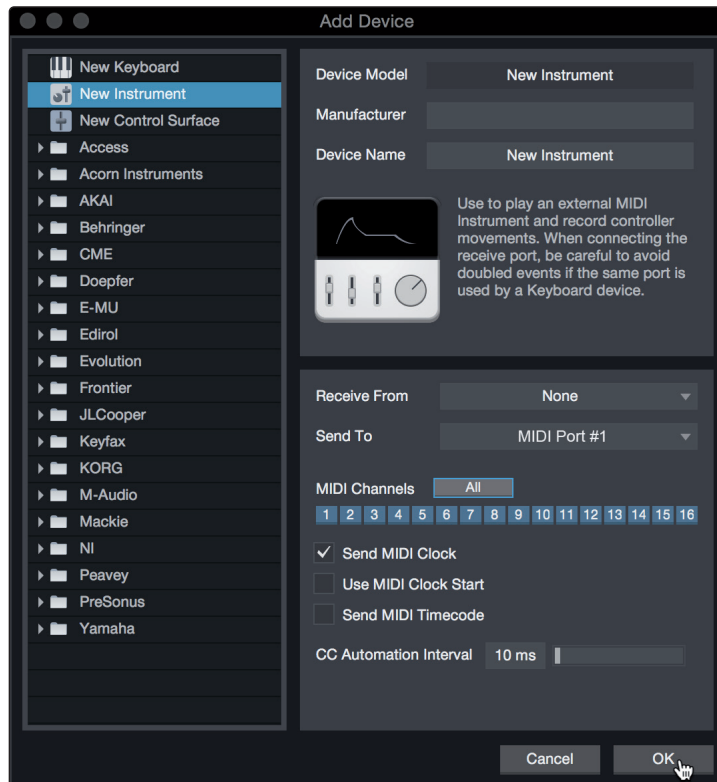 Add Device
New Keyboard
New Instrument
New Control Surface
Access
Acorn Instruments
AKAI
Behringer
CME
Doepfer
E-MU
Edirol
Evolution
Frontier
JLCooper
Keyfax
KORG
M-Audio
Mackie
NI
Peavey
PreSonus
Yamaha
Device Model New Instrument
Manufacturer
Device Name New Instrument
Use to play an external MIDI
Instrument and record controller
movements. When connecting the
receive port, be careful to avoid
doubled events if the same port is
used by a Keyboard device.
Receive From None
Send To MIDI Port #1
MIDI Channels All
1 2 3 4 5 6 7 8 9 10 11 12 13 14 15 16
Send MIDI Clock
Use MIDI Clock Start
Send MIDI Timecode
CC Automation Interval 10 ms
Cancel OK